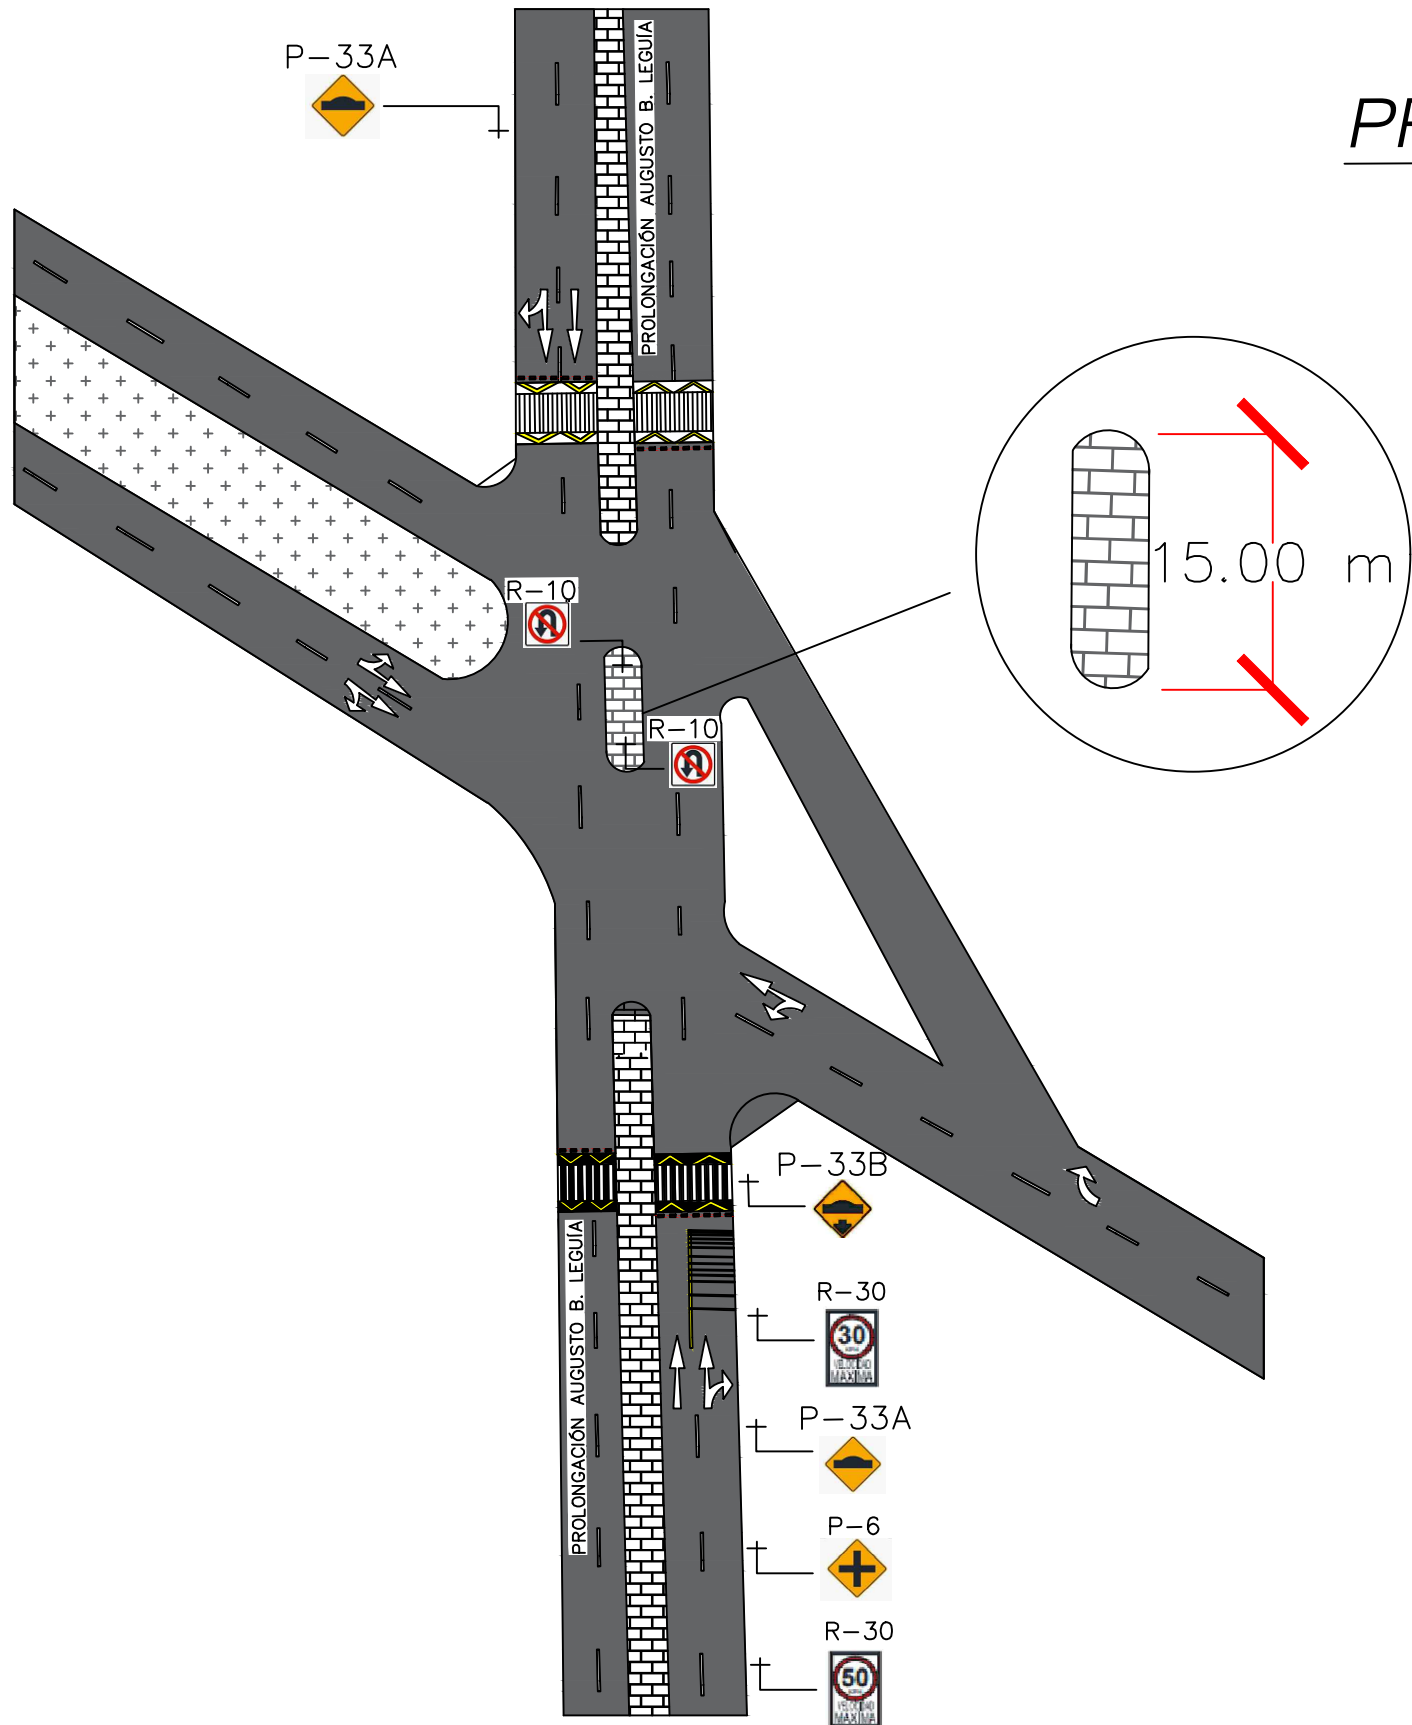 P-33A
PROLONGACIÓN AUGUSTO B. LEGUÍA
R-10
15.00 m
R-10
P-33B
PROLONGACIÓN AUGUSTO B. LEGUÍA
R-30
30
VELOCIDAD
MAXIMA
P-33A
P-6
R-30
50
VELOCIDAD
MAXIMA